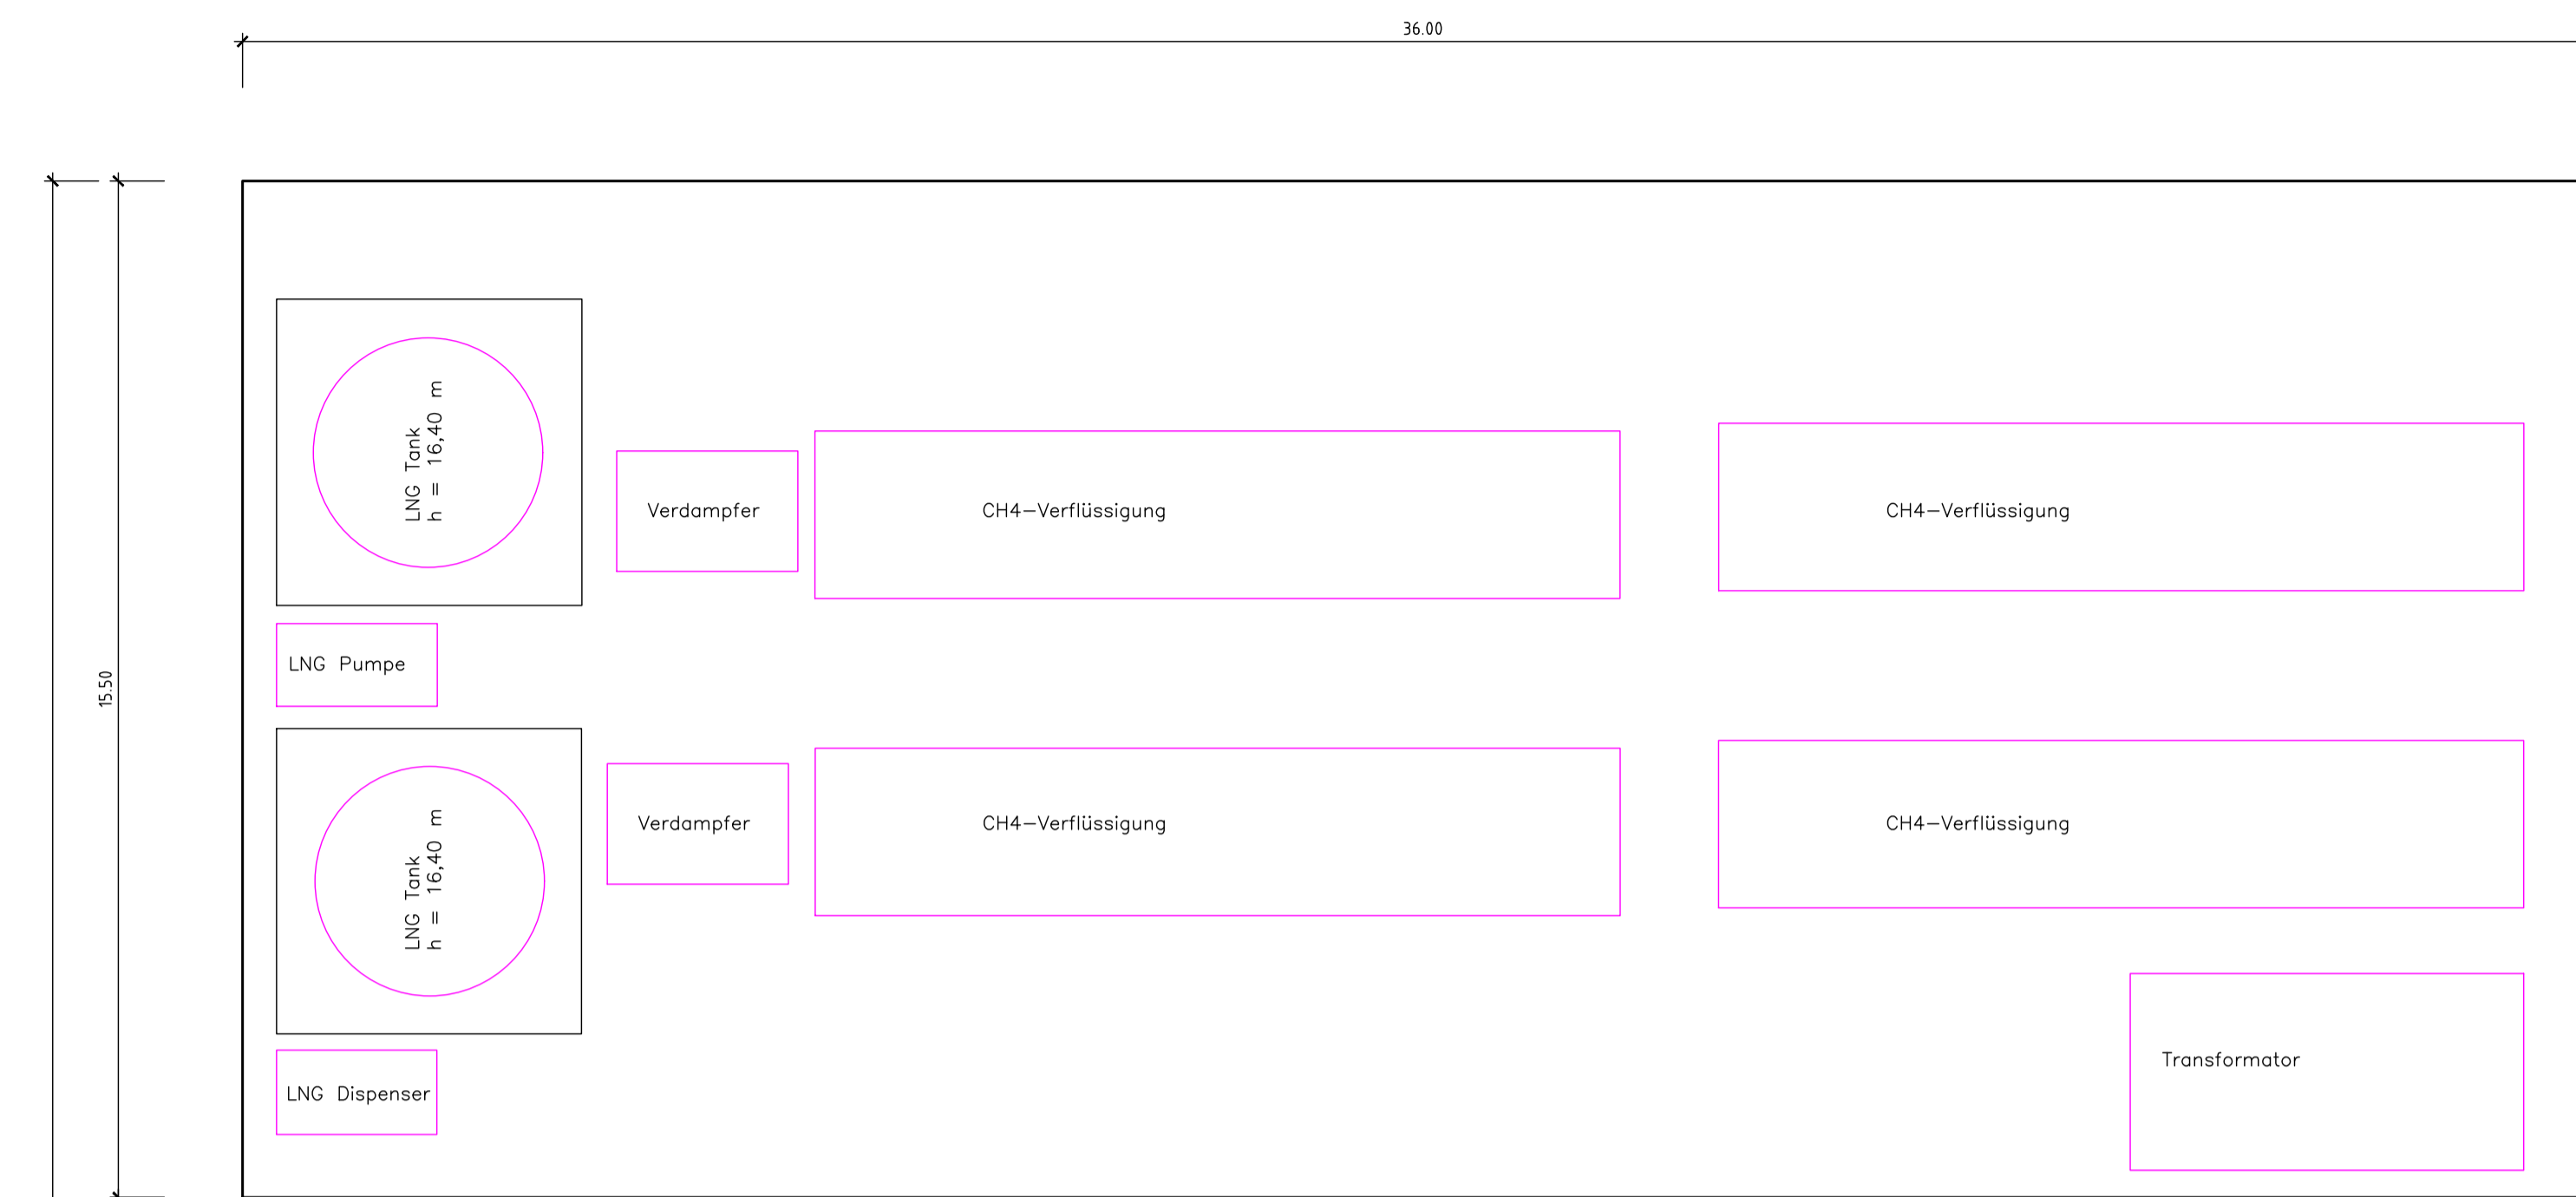 36.00
LNG Tank
h = 16,40 m
Verdampfer
CH4-Verflüssigung
CH4-Verflüssigung
LNG Pumpe
15.50
LNG Tank
h = 16,40 m
Verdampfer
CH4-Verflüssigung
CH4-Verflüssigung
Transformator
LNG Dispenser